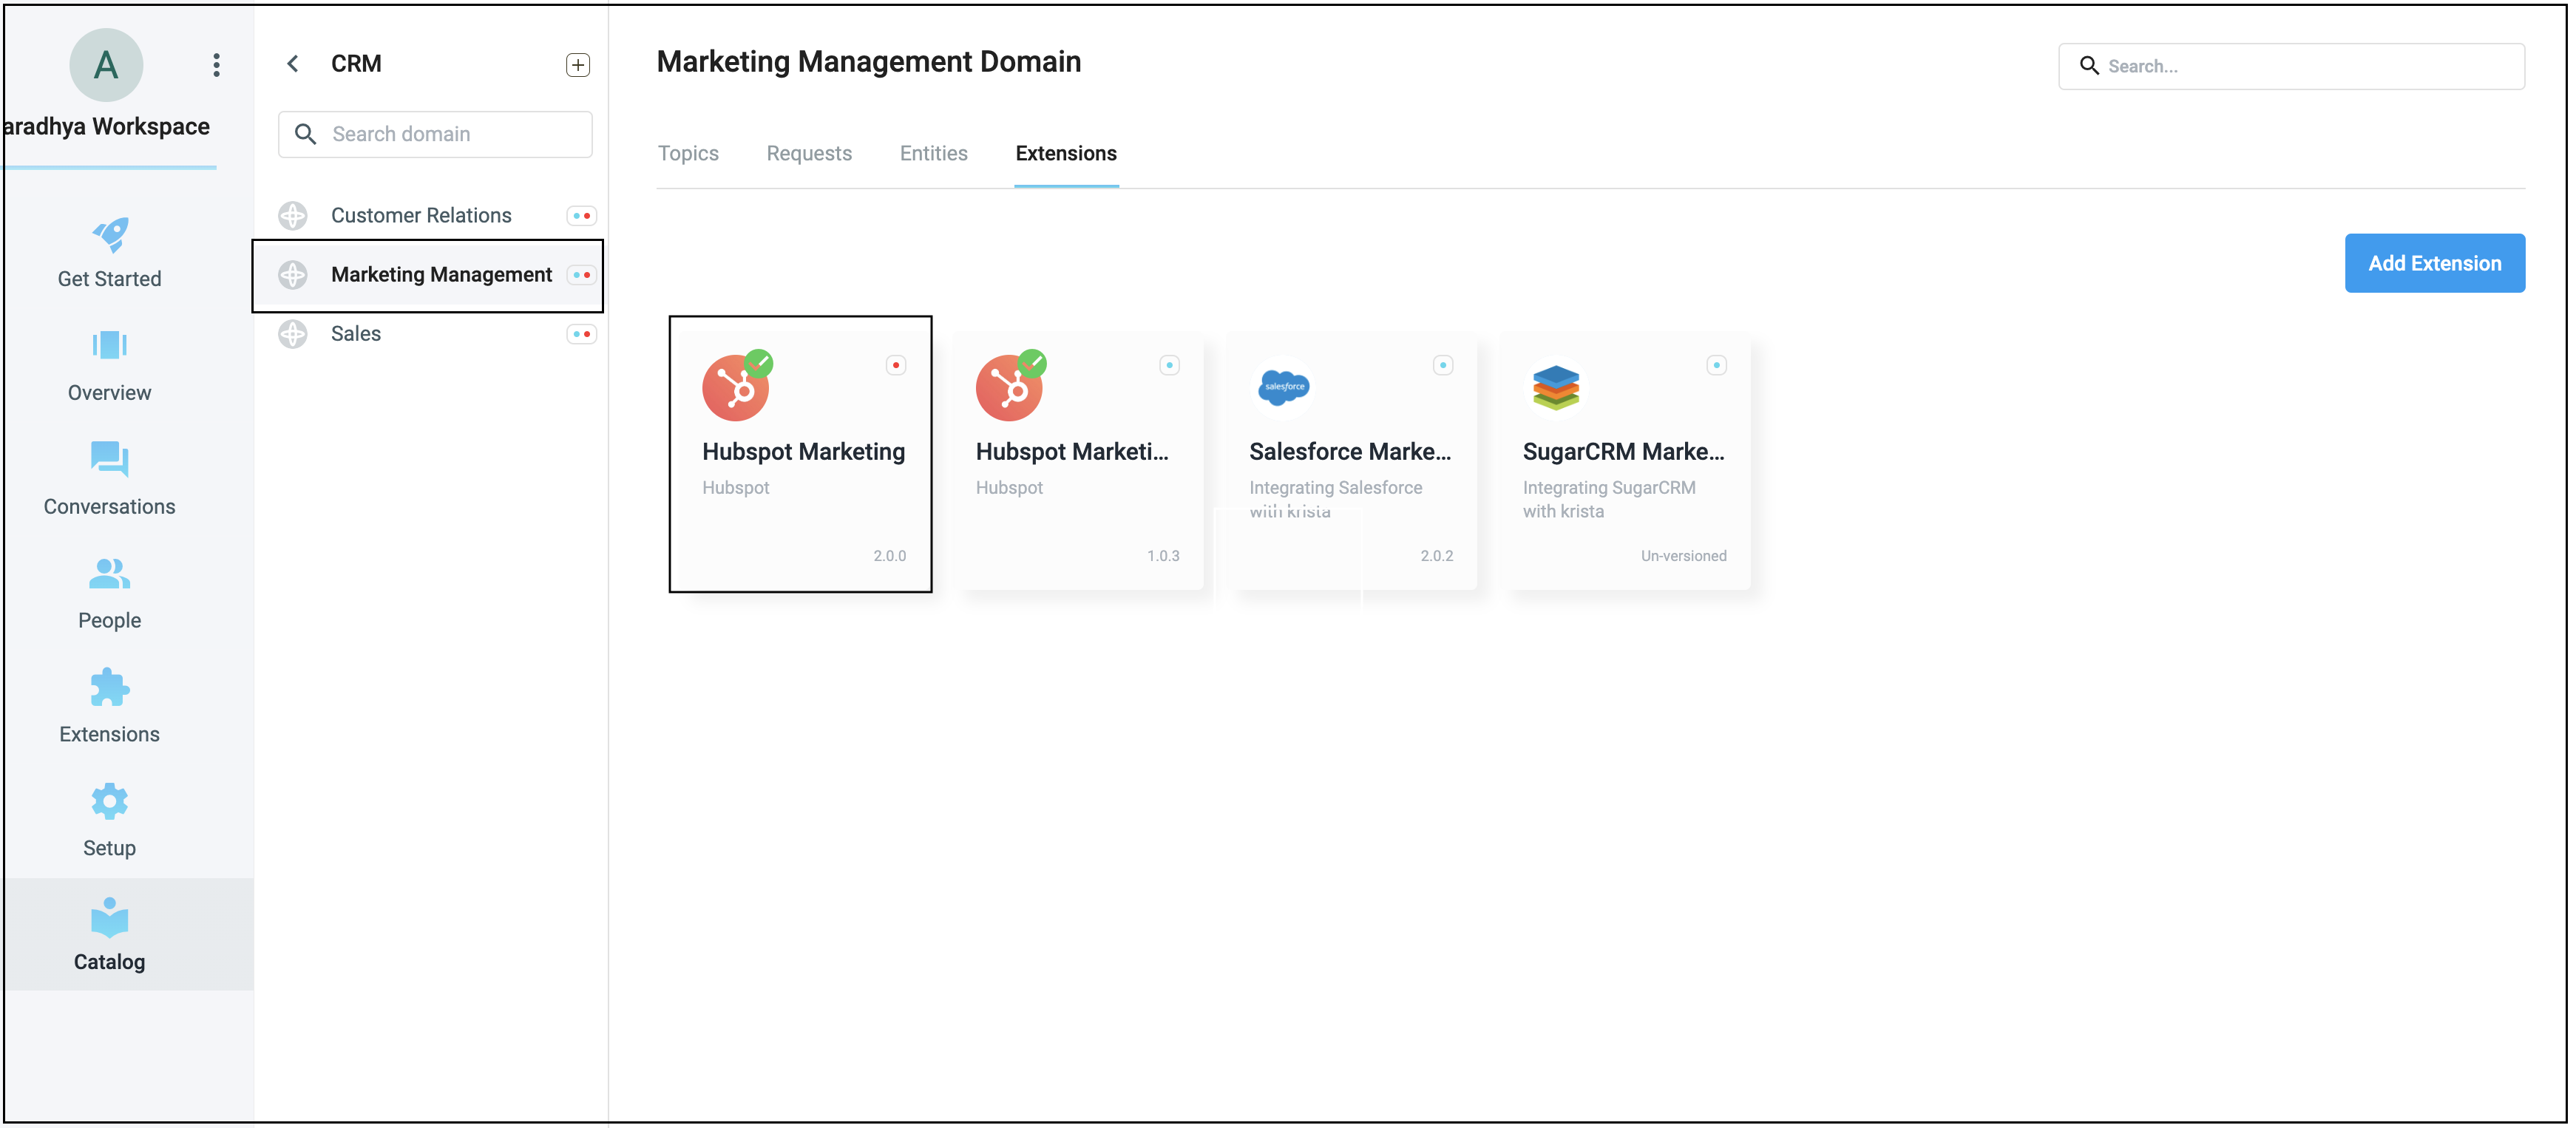 A
aradhya Workspace
Get Started
Overview
Conversations
People
Extensions
Setup
Catalog
CRM
Search domain
Customer Relations
Marketing Management
Sales
Marketing Management Domain
Search...
Topics Requests Entities Extensions
Add Extension
Hubspot Marketing
Hubspot
2.0.0
Hubspot Marketi...
Hubspot
1.0.3
salesforce
Salesforce Marke...
Integrating Salesforce
with krista
2.0.2
SugarCRM Marke...
Integrating SugarCRM
with krista
Un-versioned